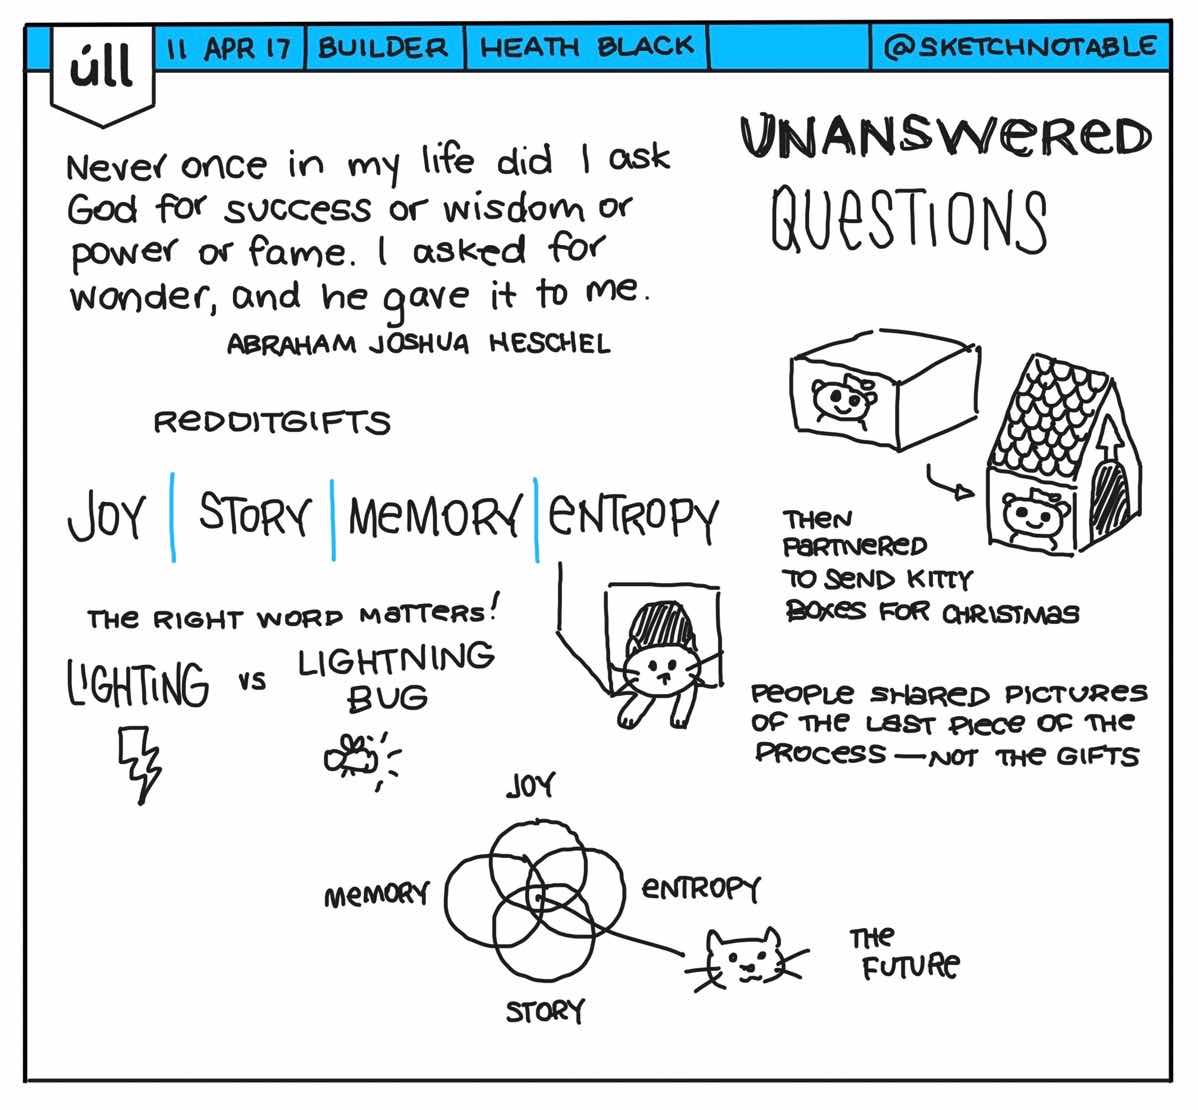 úll
11 APR 17
BUILDER
HEATH BLACK
@SKETCHNOTABLE
UNANSWERED
QUESTIONS
Never once in my life did I ask
God for success or wisdom or
power or fame. I asked for
wonder, and he gave it to me.
ABRAHAM JOSHUA HESCHEL
REDDITGIFTS
JOY | STORY | MEMORY | ENTROPY
THE RIGHT WORD MATTERS!
LIGHTING vs LIGHTNING
BUG
THEN
PARTNERED
TO SEND KITTY
BOXES FOR CHRISTMAS
PEOPLE SHARED PICTURES
OF THE LAST PIECE OF THE
PROCESS — NOT THE GIFTS
JOY
MEMORY
ENTROPY
STORY
THE
FUTURE